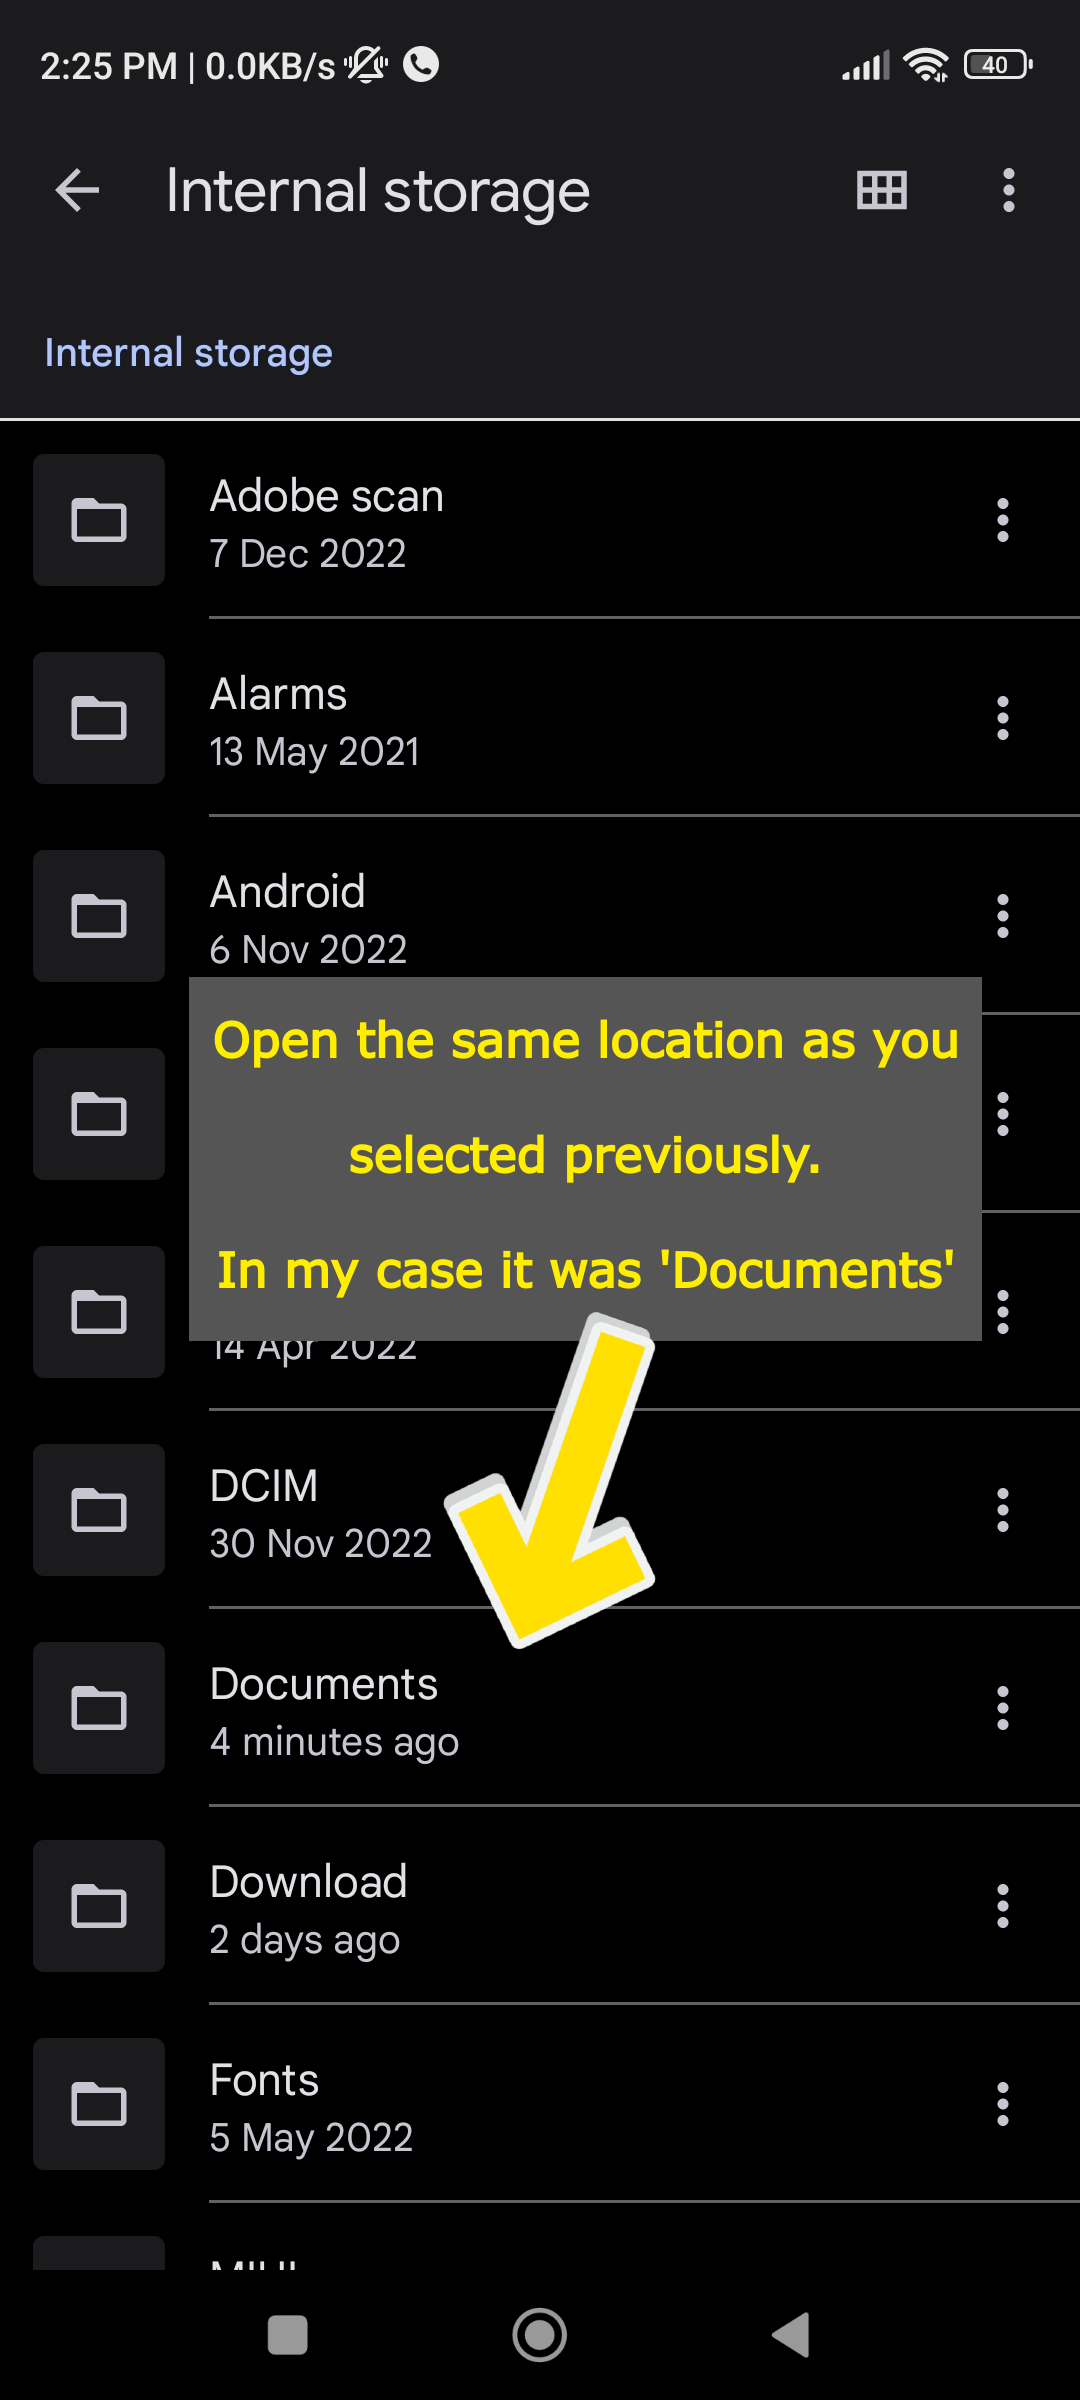 2:25 PM | 0.0KB/s
40
Internal storage
Internal storage
Adobe scan
7 Dec 2022
Alarms
13 May 2021
Android
6 Nov 2022
Open the same location as you
selected previously.
In my case it was 'Documents'
14 Apr 2022
DCIM
30 Nov 2022
Documents
4 minutes ago
Download
2 days ago
Fonts
5 May 2022